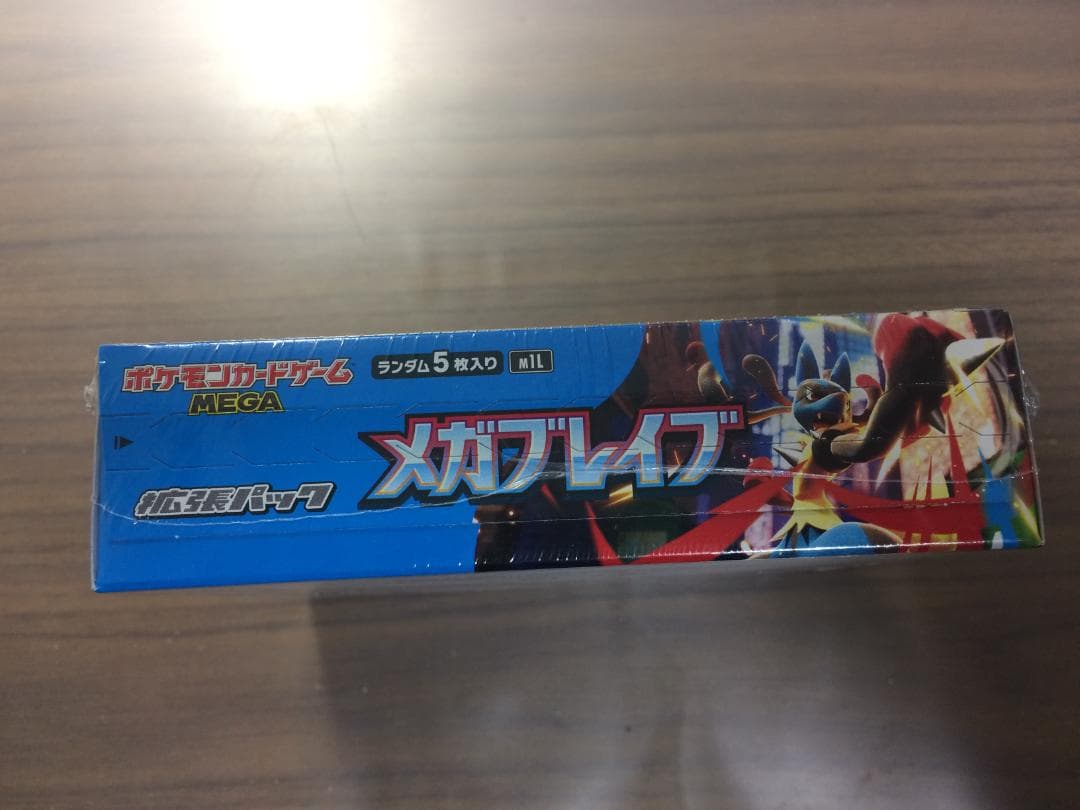 ポケモンカードゲーム
MEGA
ランダム5枚入り M1L
メガブレイブ
拡張パック